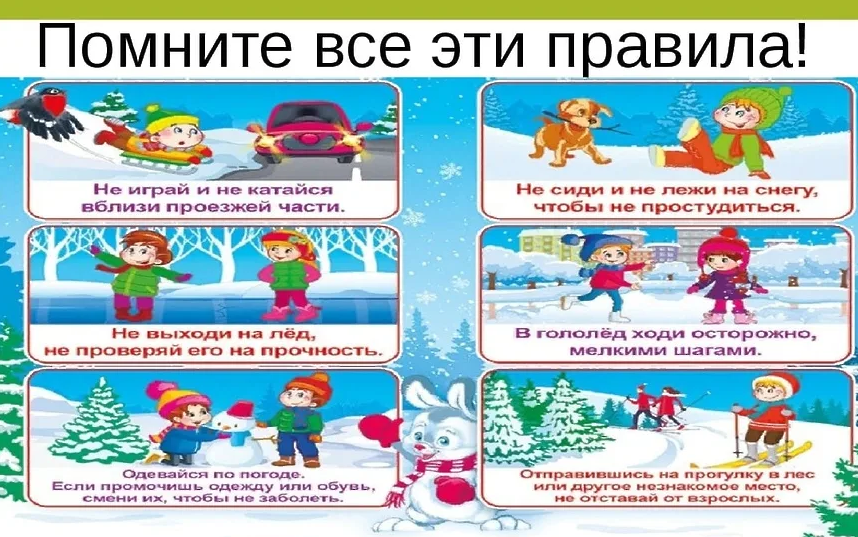 Помните все эти правила!
Не играй и не катайся
вблизи проезжей части.
Не сиди и не лежи на снегу,
чтобы не простудиться.
Не выходи на лёд,
не проверяй его на прочность.
В гололёд ходи осторожно,
мелкими шагами.
Одевайся по погоде.
Если промочишь одежду или обувь,
смени их, чтобы не заболеть.
Отправившись на прогулку в лес
или другое незнакомое место,
не отставай от взрослых.